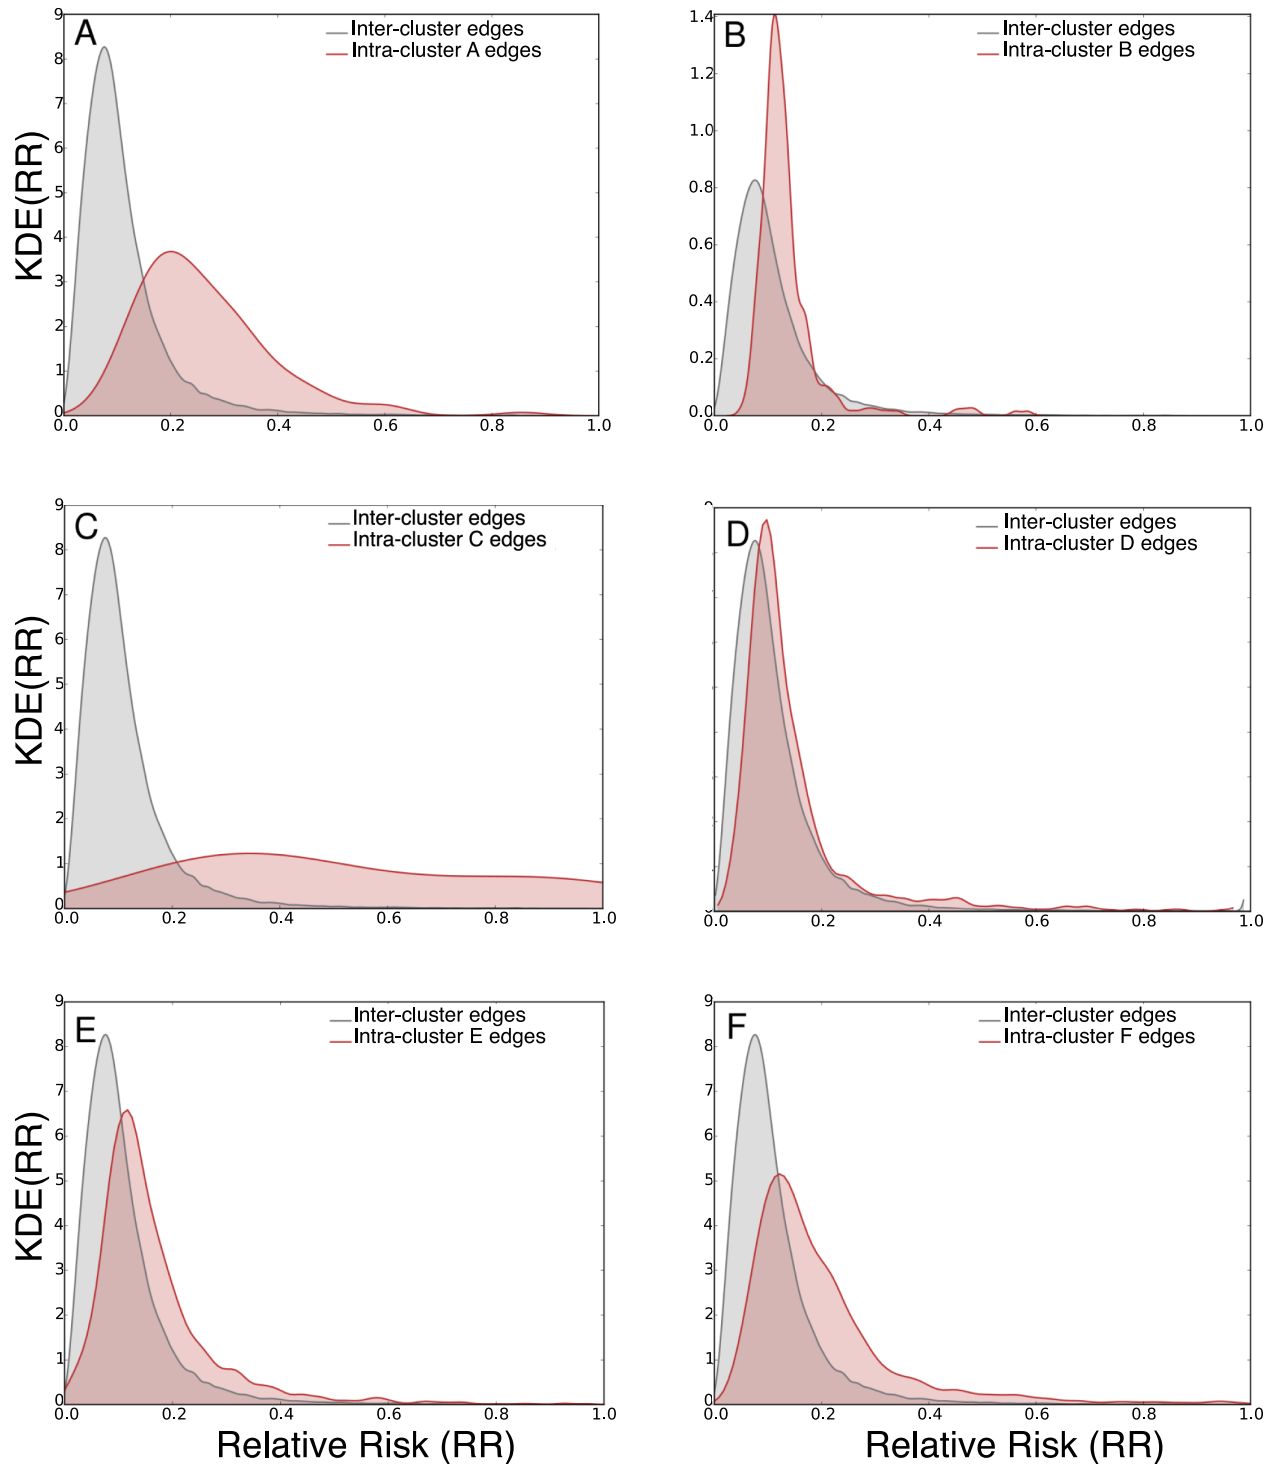 A
Inter-cluster edges
Intra-cluster A edges
KDE(RR)
9
8
7
6
5
4
3
2
1
0
0.0 0.2 0.4 0.6 0.8 1.0
B
Inter-cluster edges
Intra-cluster B edges
1.4
1.2
1.0
0.8
0.6
0.4
0.2
0.0
0.0 0.2 0.4 0.6 0.8 1.0
C
Inter-cluster edges
Intra-cluster C edges
KDE(RR)
9
8
7
6
5
4
3
2
1
0
0.0 0.2 0.4 0.6 0.8 1.0
D
Inter-cluster edges
Intra-cluster D edges
0.0 0.2 0.4 0.6 0.8 1.0
E
Inter-cluster edges
Intra-cluster E edges
KDE(RR)
9
8
7
6
5
4
3
2
1
0
0.0 0.2 0.4 0.6 0.8 1.0
Relative Risk (RR)
F
Inter-cluster edges
Intra-cluster F edges
9
8
7
6
5
4
3
2
1
0
0.0 0.2 0.4 0.6 0.8 1.0
Relative Risk (RR)